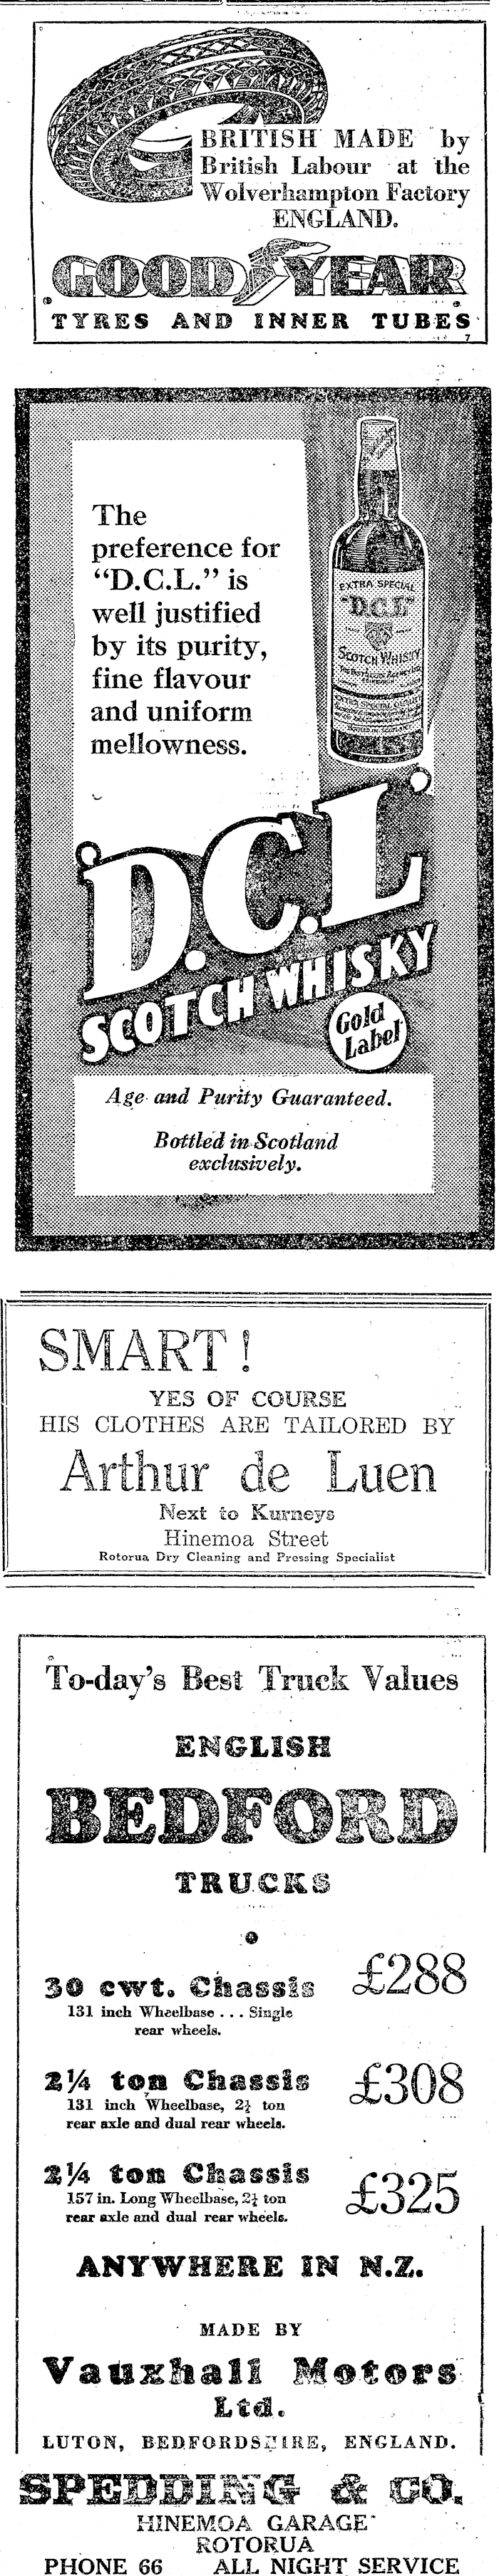 BRITISH MADE by
British Labour at the
Wolverhampton Factory
ENGLAND.
GOODYEAR
TYRES AND INNER TUBES
7
The
preference for
"D.C.L." is
well justified
by its purity,
fine flavour
and uniform
mellowness.
EXTRA SPECIAL
"D.C.L."
SCOTCH WHISKY
"D.C.L."
SCOTCH WHISKY
Gold
Label
Age and Purity Guaranteed.
Bottled in Scotland
exclusively.
SMART!
YES OF COURSE
HIS CLOTHES ARE TAILORED BY
Arthur de Luen
Next to Kurneys
Hinemoa Street
Rotorua Dry Cleaning and Pressing Specialist
To-day's Best Truck Values
ENGLISH
BEDFORD
TRUCKS
30 cwt. Chassis £288
131 inch Wheelbase . . . Single
rear wheels.
2¼ ton Chassis £308
131 inch Wheelbase, 2¼ ton
rear axle and dual rear wheels.
2¼ ton Chassis £325
157 in. Long Wheelbase, 2¼ ton
rear axle and dual rear wheels.
ANYWHERE IN N.Z.
MADE BY
Vauxhall Motors
Ltd.
LUTON, BEDFORDSHIRE, ENGLAND.
SPEDDING & CO.
HINEMOA GARAGE
ROTORUA
PHONE 66 ALL NIGHT SERVICE